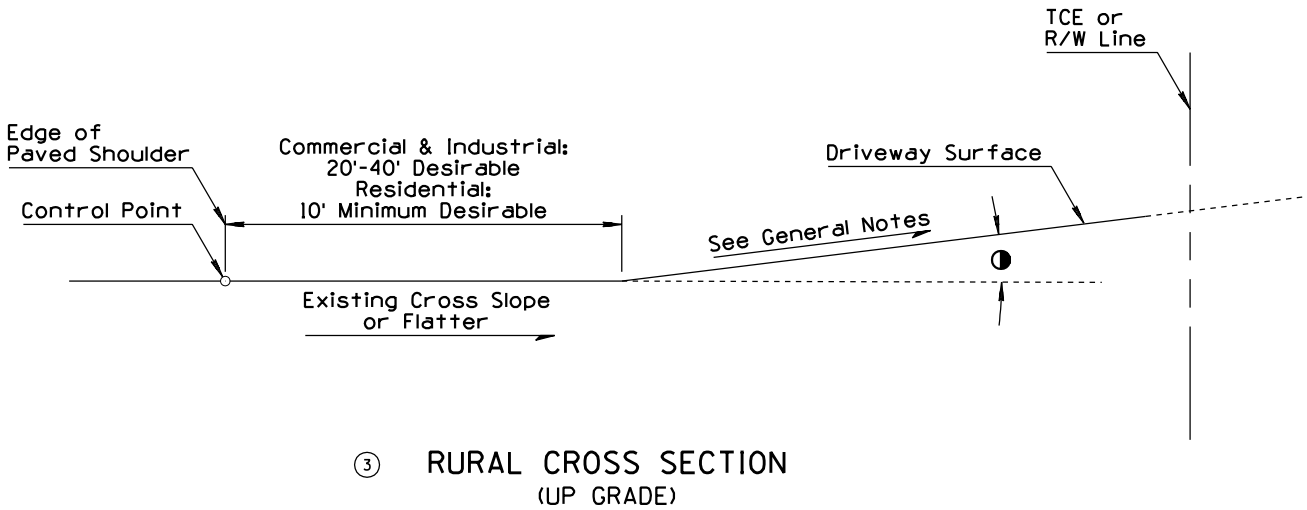 TCE or
R/W Line
Edge of
Paved Shoulder
Commercial & Industrial:
20'-40' Desirable
Residential:
10' Minimum Desirable
Driveway Surface
Control Point
See General Notes
Existing Cross Slope
or Flatter
3 RURAL CROSS SECTION
(UP GRADE)